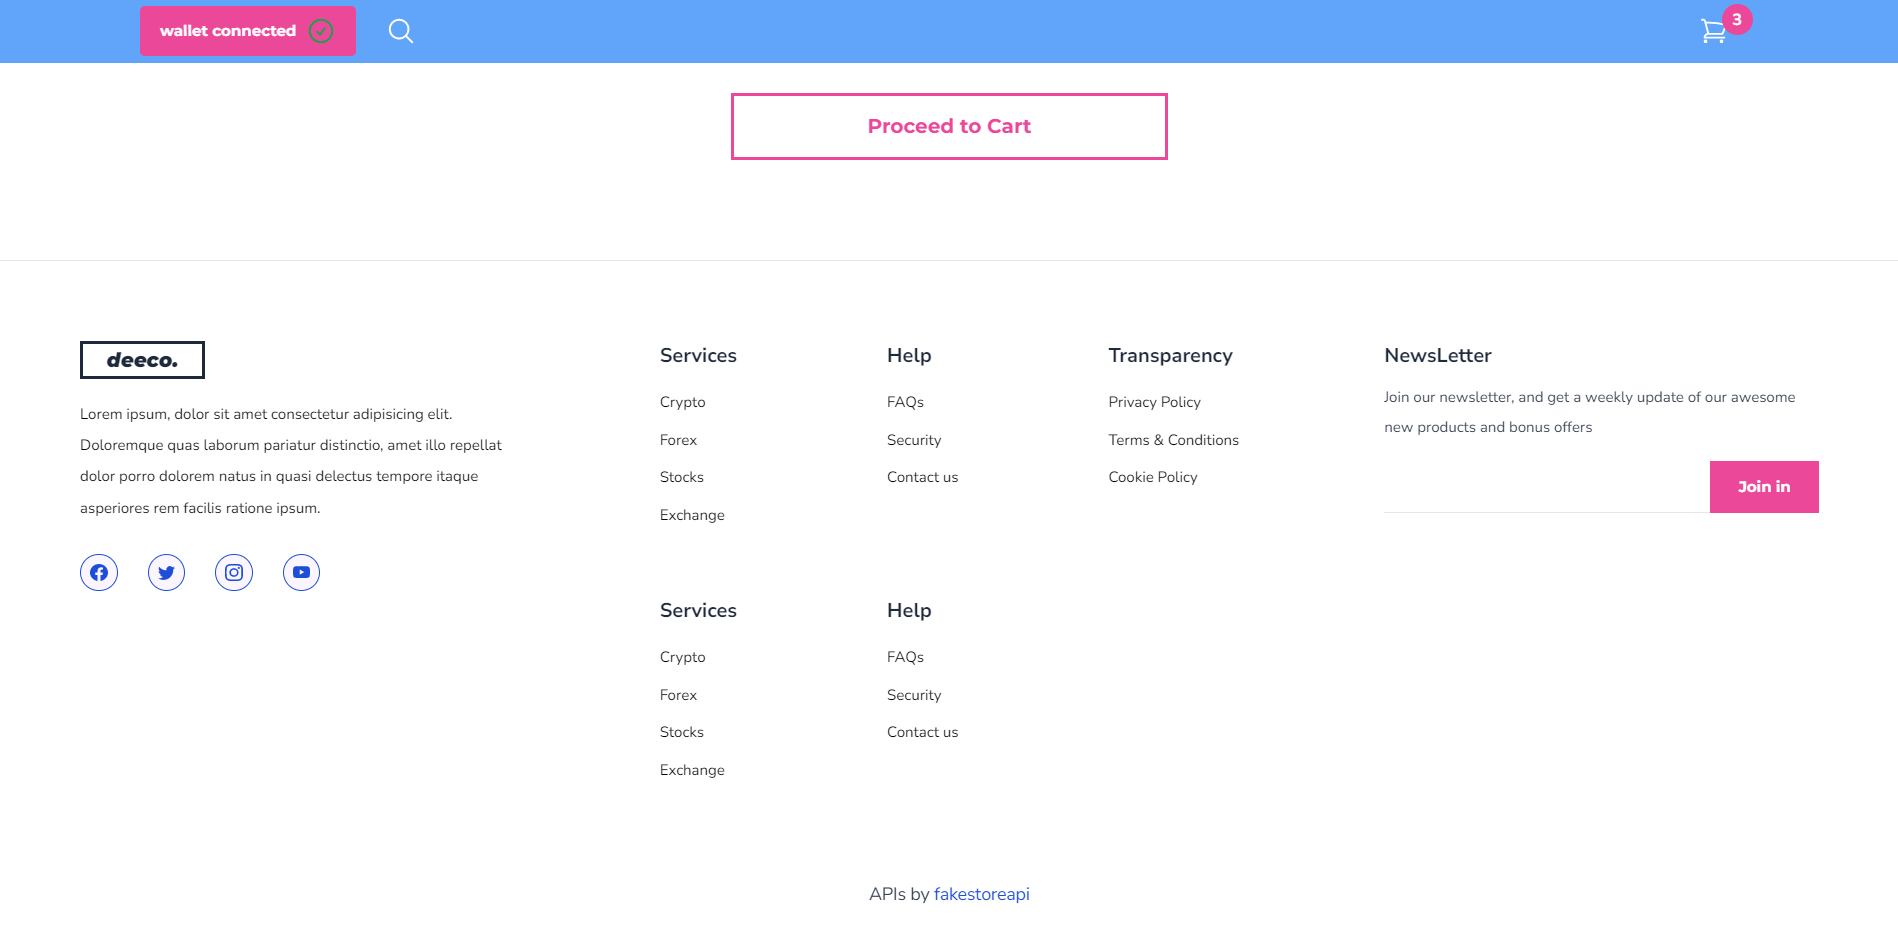 wallet connected
3
Proceed to Cart
deeco.
Lorem ipsum, dolor sit amet consectetur adipisicing elit.
Doloremque quas laborum pariatur distinctio, amet illo repellat
dolor porro dolorem natus in quasi delectus tempore itaque
asperiores rem facilis ratione ipsum.
Services
Crypto
Forex
Stocks
Exchange
Help
FAQs
Security
Contact us
Transparency
Privacy Policy
Terms & Conditions
Cookie Policy
NewsLetter
Join our newsletter, and get a weekly update of our awesome
new products and bonus offers
Join in
Services
Crypto
Forex
Stocks
Exchange
Help
FAQs
Security
Contact us
APIs by fakestoreapi